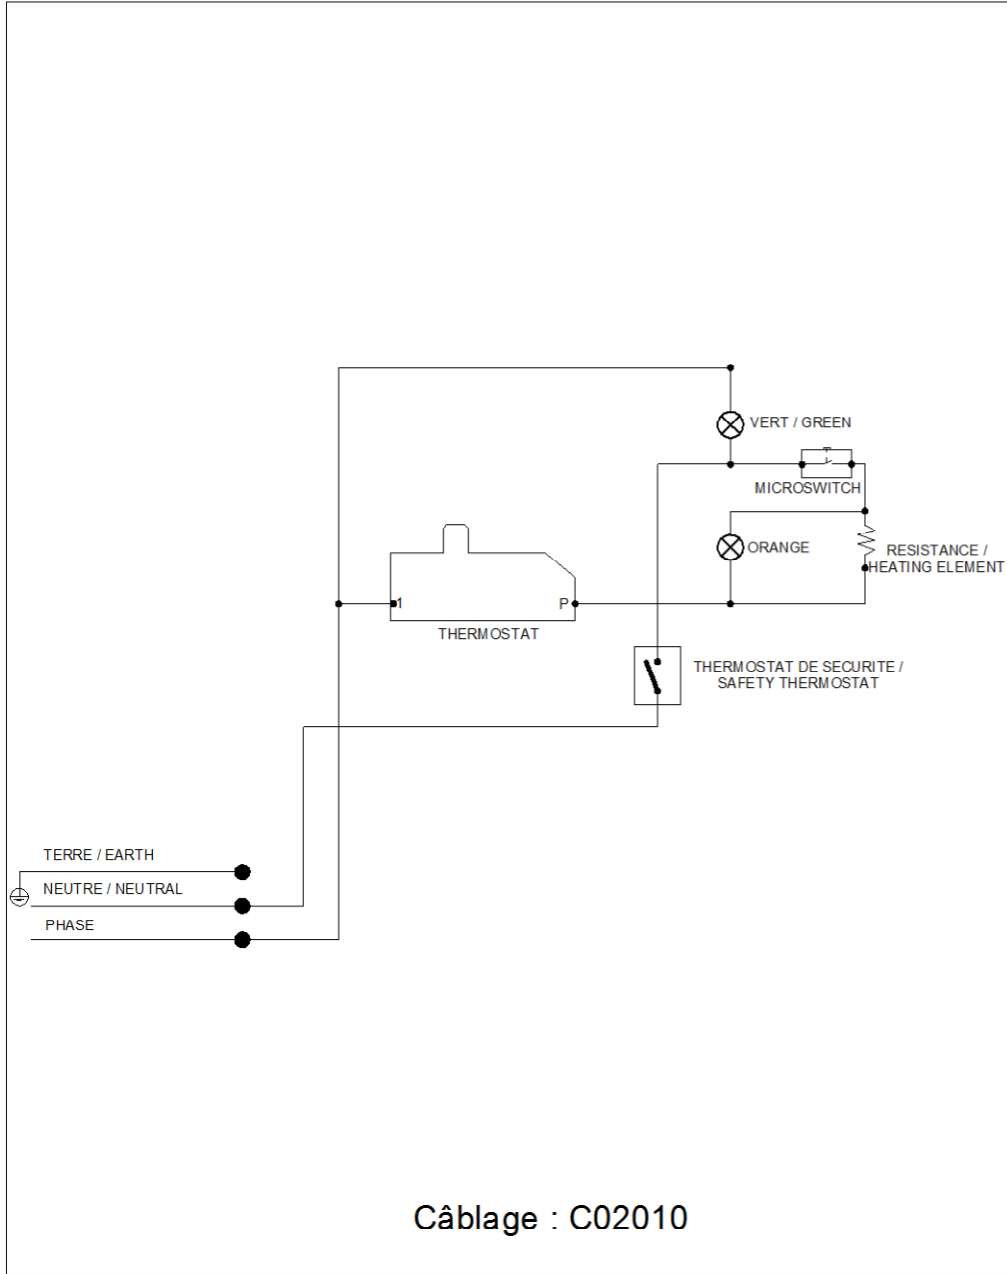 VERT / GREEN
MICROSWITCH
ORANGE
RESISTANCE /
HEATING ELEMENT
1
P
THERMOSTAT
THERMOSTAT DE SECURITE /
SAFETY THERMOSTAT
TERRE / EARTH
NEUTRE / NEUTRAL
PHASE
Câblage : C02010